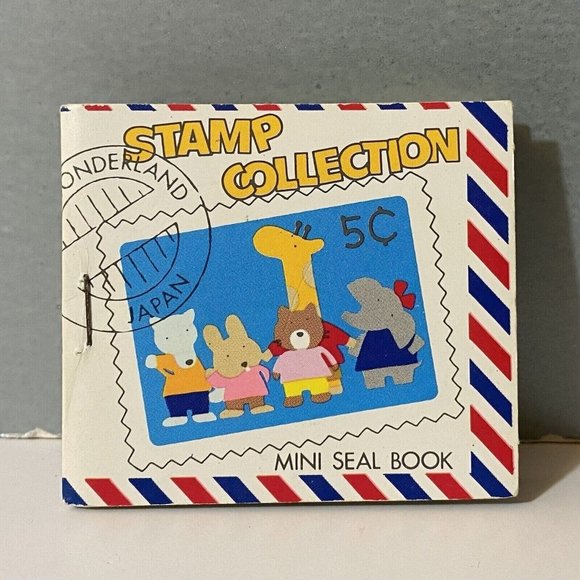 STAMP
COLLECTION
ONDERLAND
JAPAN
5¢
MINI SEAL BOOK